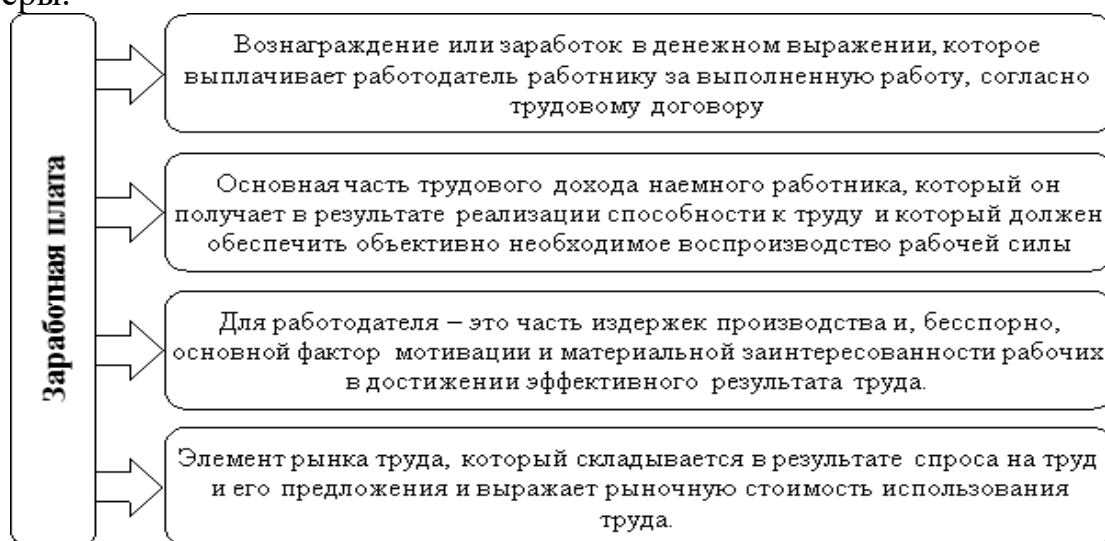 еры.
Заработная плата
Вознаграждение или заработок в денежном выражении, которое
выплачивает работодатель работнику за выполненную работу, согласно
трудовому договору
Основная часть трудового дохода наемного работника, который он
получает в результате реализации способности к труду и который должен
обеспечить объективно необходимое воспроизводство рабочей силы
Для работодателя – это часть издержек производства и, бесспорно,
основной фактор мотивации и материальной заинтересованности рабочих
в достижении эффективного результата труда.
Элемент рынка труда, который складывается в результате спроса на труд
и его предложения и выражает рыночную стоимость использования
труда.